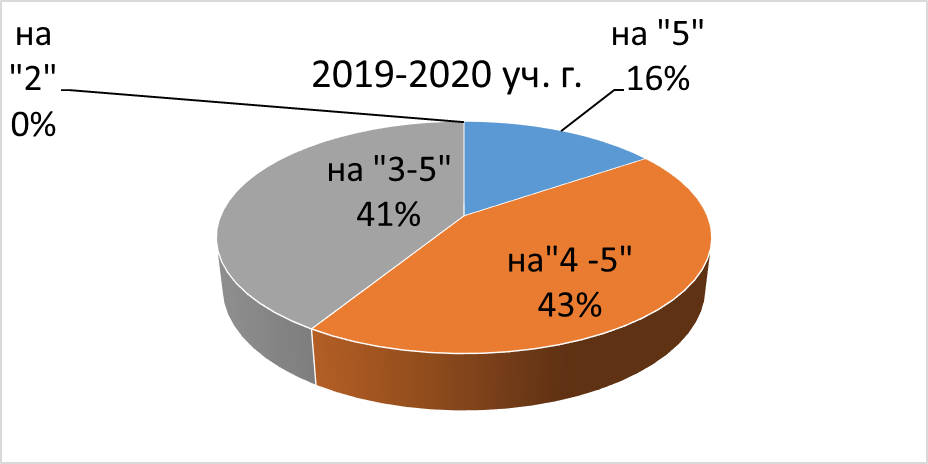 на
"2"
0%
2019-2020 уч. г.
на "5"
16%
на "3-5"
41%
на"4 -5"
43%